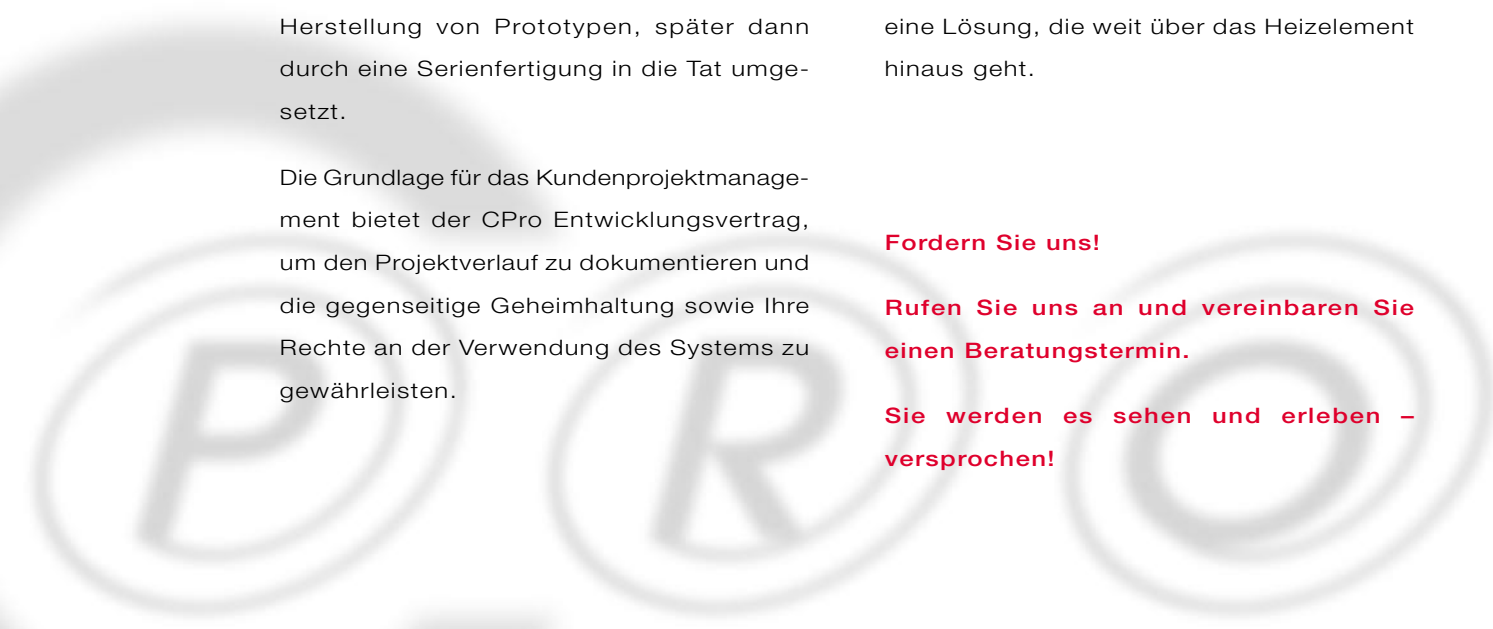 Herstellung von Prototypen, später dann
durch eine Serienfertigung in die Tat umge-
setzt.
Die Grundlage für das Kundenprojektmanage-
ment bietet der CPro Entwicklungsvertrag,
um den Projektverlauf zu dokumentieren und
die gegenseitige Geheimhaltung sowie Ihre
Rechte an der Verwendung des Systems zu
gewährleisten.
eine Lösung, die weit über das Heizelement
hinaus geht.
Fordern Sie uns!
Rufen Sie uns an und vereinbaren Sie
einen Beratungstermin.
Sie werden es sehen und erleben –
versprochen!
PRO